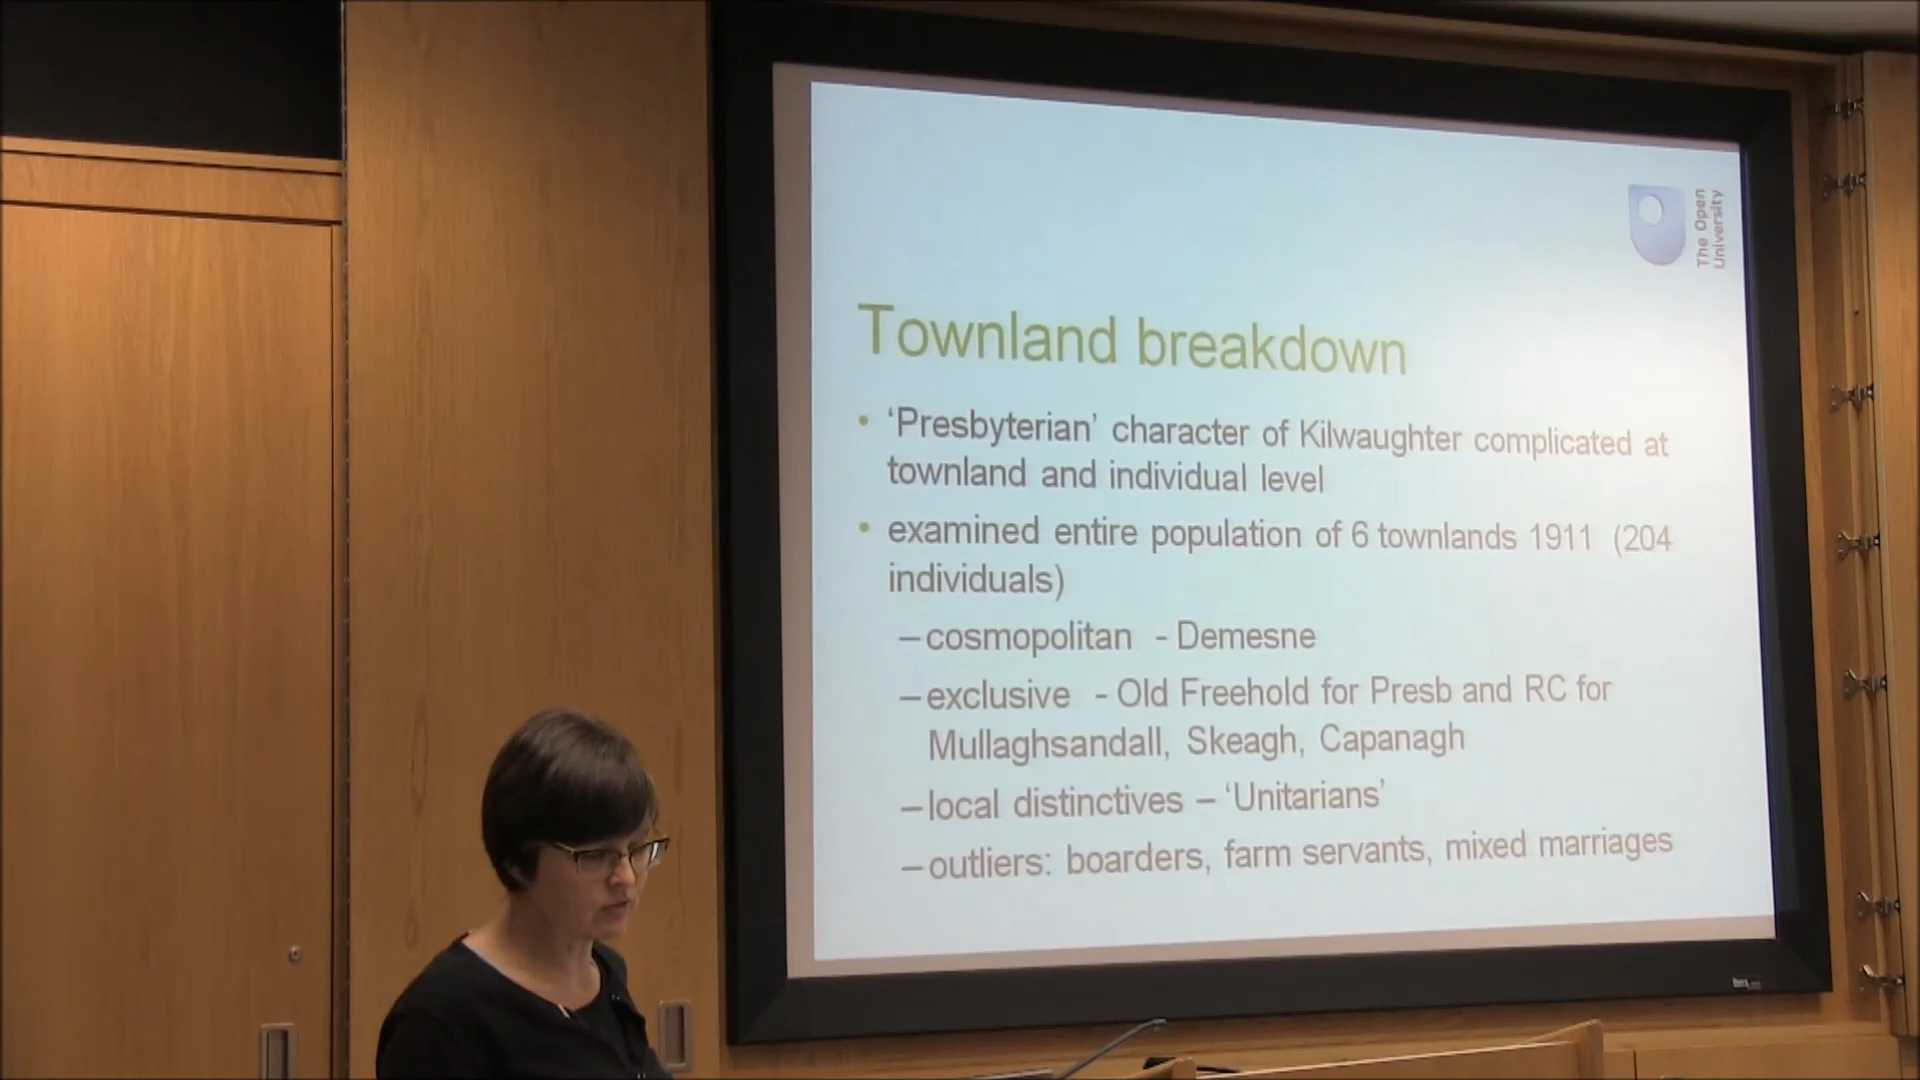 The Open
University
Townland breakdown
• ‘Presbyterian’ character of Kilwaughter complicated at
townland and individual level
• examined entire population of 6 townlands 1911 (204
individuals)
– cosmopolitan - Demesne
– exclusive - Old Freehold for Presb and RC for
Mullaghsandall, Skeagh, Capanagh
– local distinctives – ‘Unitarians’
– outliers: boarders, farm servants, mixed marriages